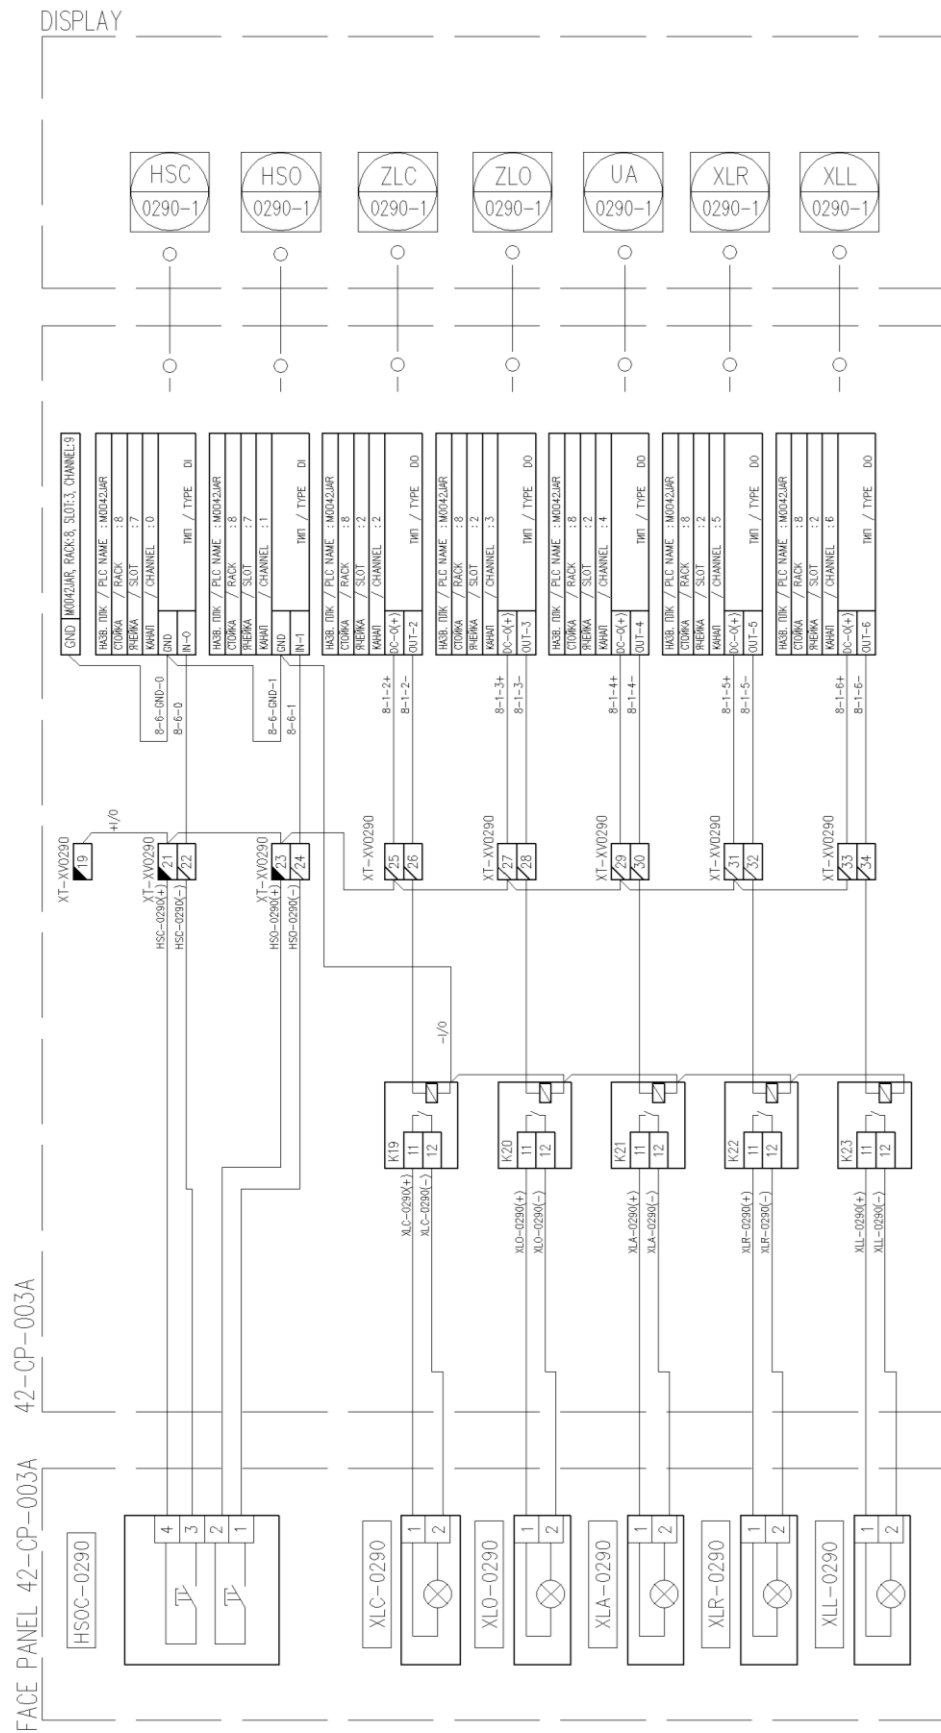 DISPLAY
HSC
0290-1
HSO
0290-1
ZLC
0290-1
ZLO
0290-1
UA
0290-1
XLR
0290-1
XLL
0290-1
GND M0042JAR, RACK:8, SLOT:3, CHANNEL:9
НАЗВ. ПЛК / PLC NAME : M0042JAR
СТОЙКА / RACK :8
ЯЧЕЙКА / SLOT :7
КАНАЛ / CHANNEL :0
GND
IN-0 ТИП / TYPE DI
НАЗВ. ПЛК / PLC NAME : M0042JAR
СТОЙКА / RACK :8
ЯЧЕЙКА / SLOT :7
КАНАЛ / CHANNEL :1
GND
IN-1 ТИП / TYPE DI
НАЗВ. ПЛК / PLC NAME : M0042JAR
СТОЙКА / RACK :8
ЯЧЕЙКА / SLOT :2
КАНАЛ / CHANNEL :2
DC-0(+)
OUT-2 ТИП / TYPE DO
НАЗВ. ПЛК / PLC NAME : M0042JAR
СТОЙКА / RACK :8
ЯЧЕЙКА / SLOT :2
КАНАЛ / CHANNEL :3
DC-0(+)
OUT-3 ТИП / TYPE DO
НАЗВ. ПЛК / PLC NAME : M0042JAR
СТОЙКА / RACK :8
ЯЧЕЙКА / SLOT :2
КАНАЛ / CHANNEL :4
DC-0(+)
OUT-4 ТИП / TYPE DO
НАЗВ. ПЛК / PLC NAME : M0042JAR
СТОЙКА / RACK :8
ЯЧЕЙКА / SLOT :2
КАНАЛ / CHANNEL :5
DC-0(+)
OUT-5 ТИП / TYPE DO
НАЗВ. ПЛК / PLC NAME : M0042JAR
СТОЙКА / RACK :8
ЯЧЕЙКА / SLOT :2
КАНАЛ / CHANNEL :6
DC-0(+)
OUT-6 ТИП / TYPE DO
8-6-GND-0
8-6-0
8-6-GND-1
8-6-1
8-1-2+
8-1-2-
8-1-3+
8-1-3-
8-1-4+
8-1-4-
8-1-5+
8-1-5-
8-1-6+
8-1-6-
XT-XV0290
19
+I/0
XT-XV0290
21
22
XT-XV0290
23
24
XT-XV0290
25
26
XT-XV0290
27
28
XT-XV0290
29
30
XT-XV0290
31
32
XT-XV0290
33
34
HSC-0290(+)
HSC-0290(-)
HSO-0290(+)
HSO-0290(-)
-I/0
K19
11
12
K20
11
12
K21
11
12
K22
11
12
K23
11
12
XLC-0290(+)
XLC-0290(-)
XLO-0290(+)
XLO-0290(-)
XLA-0290(+)
XLA-0290(-)
XLR-0290(+)
XLR-0290(-)
XLL-0290(+)
XLL-0290(-)
42-CP-003A
FACE PANEL 42-CP-003A
HSOC-0290
4
3
2
1
XLC-0290
1
2
XLO-0290
1
2
XLA-0290
1
2
XLR-0290
1
2
XLL-0290
1
2